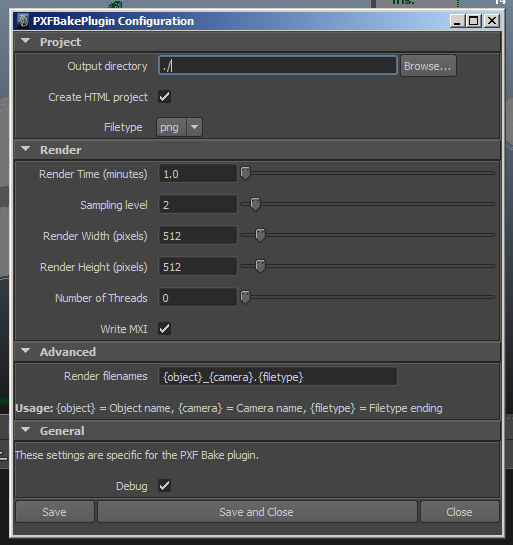 Tris:
14
PXFBakePlugin Configuration
Project
Output directory ./ Browse...
Create HTML project
Filetype png
Render
Render Time (minutes) 1.0
Sampling level 2
Render Width (pixels) 512
Render Height (pixels) 512
Number of Threads 0
Write MXI
Advanced
Render filenames {object}_{camera}.{filetype}
Usage: {object} = Object name, {camera} = Camera name, {filetype} = Filetype ending
General
These settings are specific for the PXF Bake plugin.
Debug
Save Save and Close Close